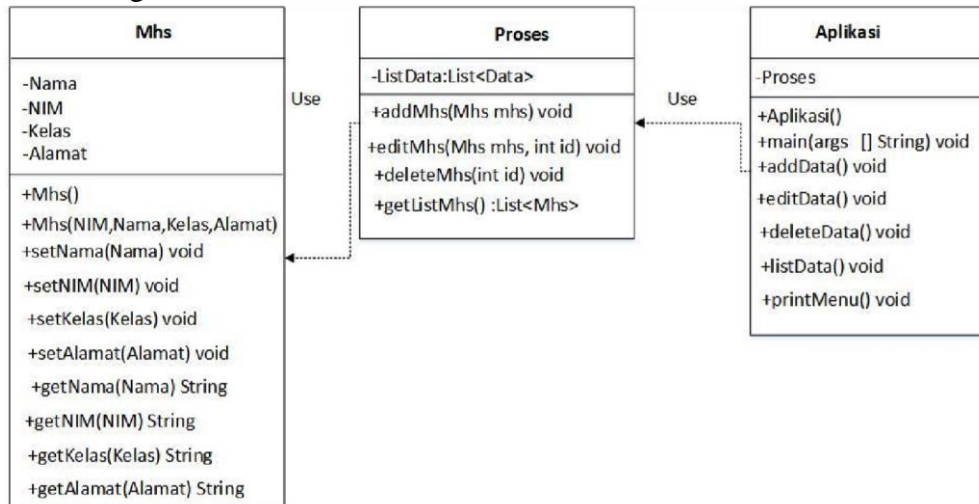 Mhs
-Nama
-NIM
-Kelas
-Alamat
+Mhs()
+Mhs(NIM,Nama,Kelas,Alamat)
+setNama(Nama) void
+setNIM(NIM) void
+setKelas(Kelas) void
+setAlamat(Alamat) void
+getNama(Nama) String
+getNIM(NIM) String
+getKelas(Kelas) String
+getAlamat(Alamat) String
Use
Proses
-ListData:List<Data>
+addMhs(Mhs mhs) void
+editMhs(Mhs mhs, int id) void
+deleteMhs(int id) void
+getListMhs() :List<Mhs>
Use
Aplikasi
-Proses
+Aplikasi()
+main(args [] String) void
+addData() void
+editData() void
+deleteData() void
+listData() void
+printMenu() void